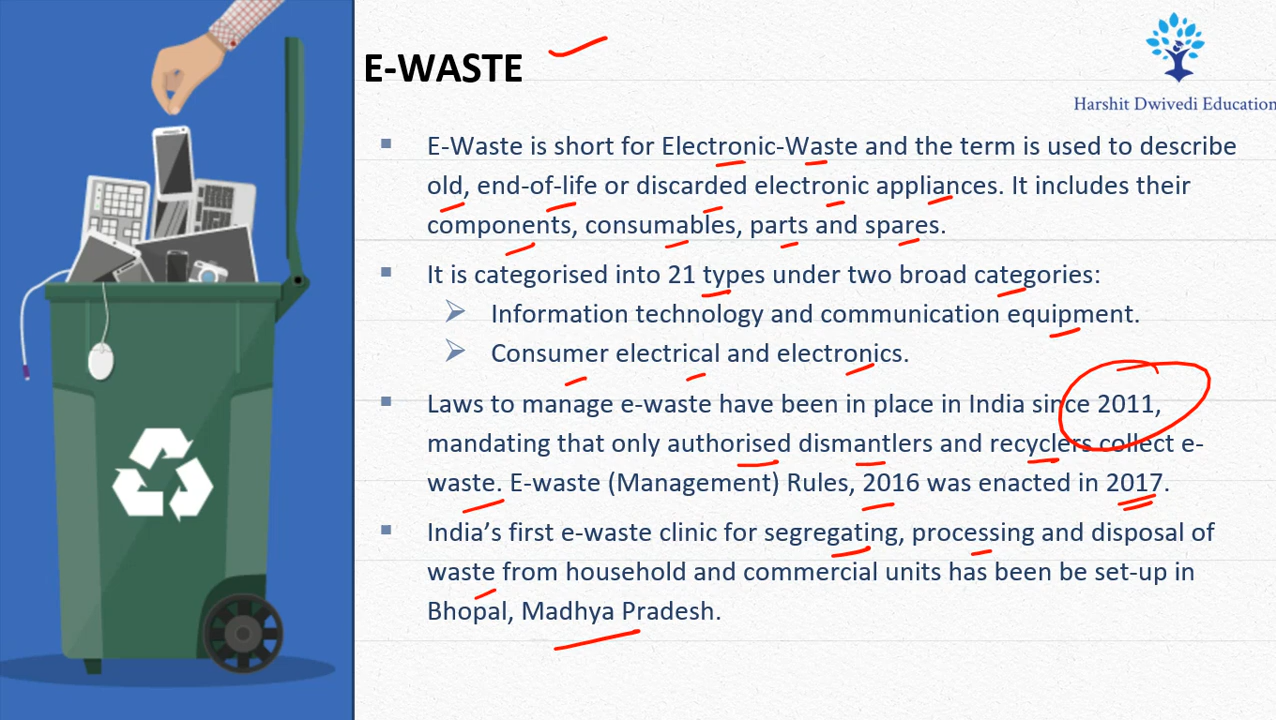 E-WASTE
Harshit Dwivedi Education
▪ E-Waste is short for Electronic-Waste and the term is used to describe
old, end-of-life or discarded electronic appliances. It includes their
components, consumables, parts and spares.
▪ It is categorised into 21 types under two broad categories:
➢ Information technology and communication equipment.
➢ Consumer electrical and electronics.
▪ Laws to manage e-waste have been in place in India since 2011,
mandating that only authorised dismantlers and recyclers collect e-
waste. E-waste (Management) Rules, 2016 was enacted in 2017.
▪ India’s first e-waste clinic for segregating, processing and disposal of
waste from household and commercial units has been be set-up in
Bhopal, Madhya Pradesh.